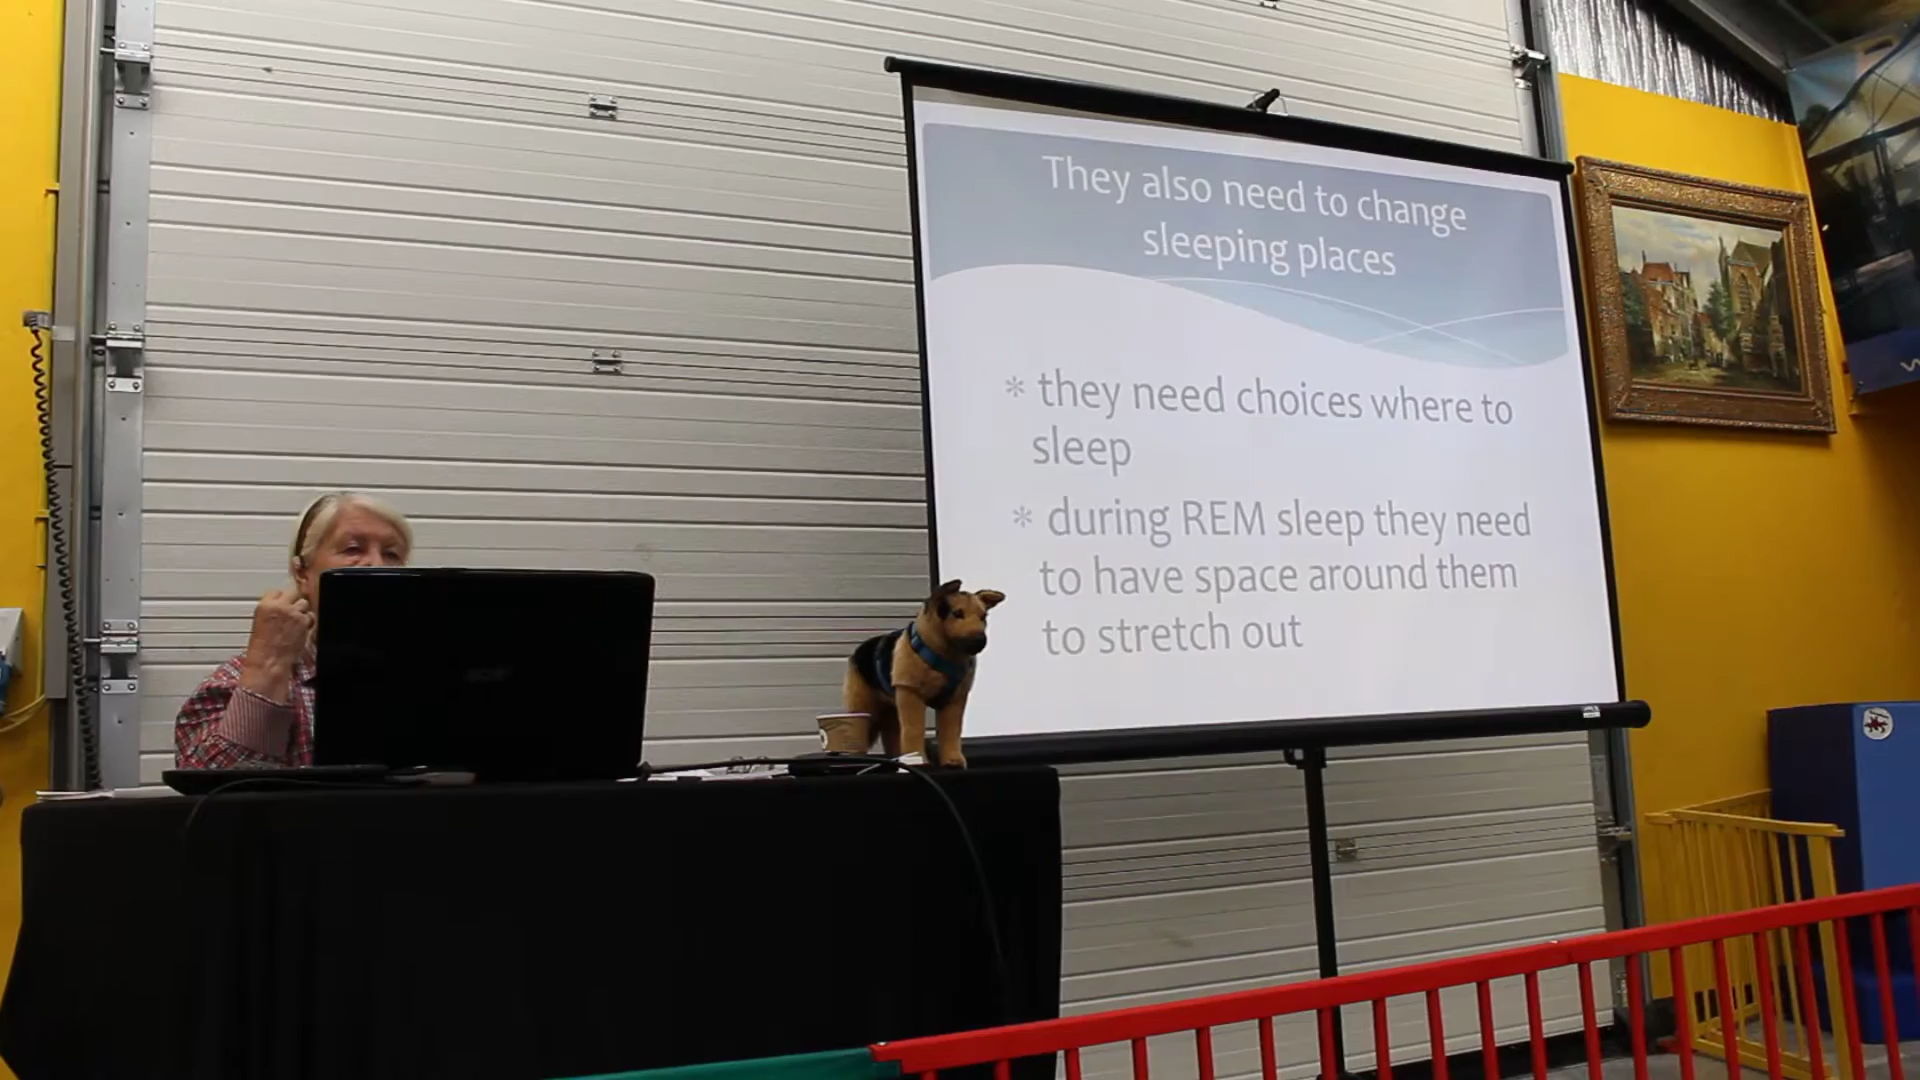 They also need to change
sleeping places
* they need choices where to
sleep
* during REM sleep they need
to have space around them
to stretch out